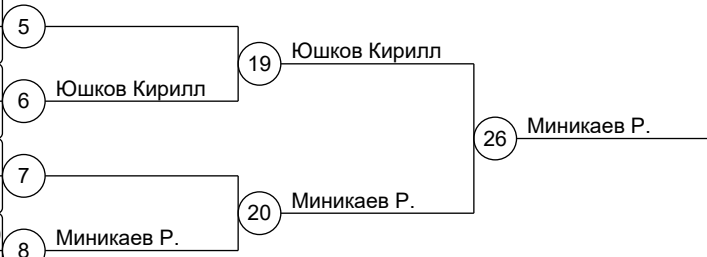 5
19 Юшков Кирилл
6 Юшков Кирилл
26 Миникаев Р.
7
20 Миникаев Р.
8 Миникаев Р.